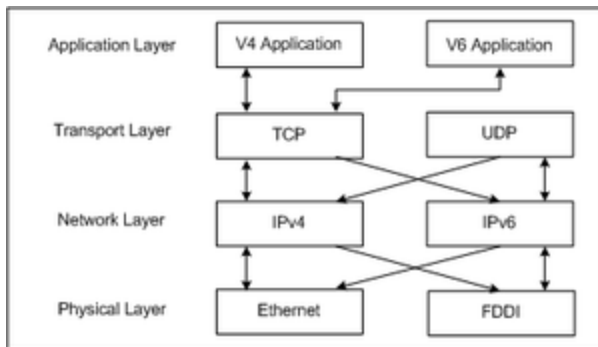 Application Layer
V4 Application
V6 Application
Transport Layer
TCP
UDP
Network Layer
IPv4
IPv6
Physical Layer
Ethernet
FDDI